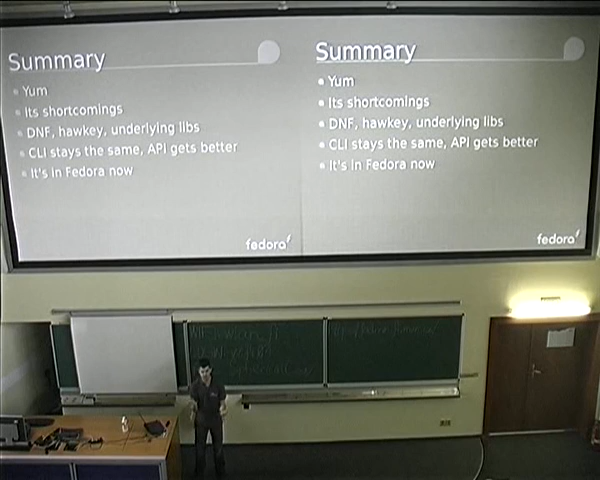 Summary
Yum
Its shortcomings
DNF, hawkey, underlying libs
CLI stays the same, API gets better
It's in Fedora now
fedora
Summary
Yum
Its shortcomings
DNF, hawkey, underlying libs
CLI stays the same, API gets better
It's in Fedora now
fedora